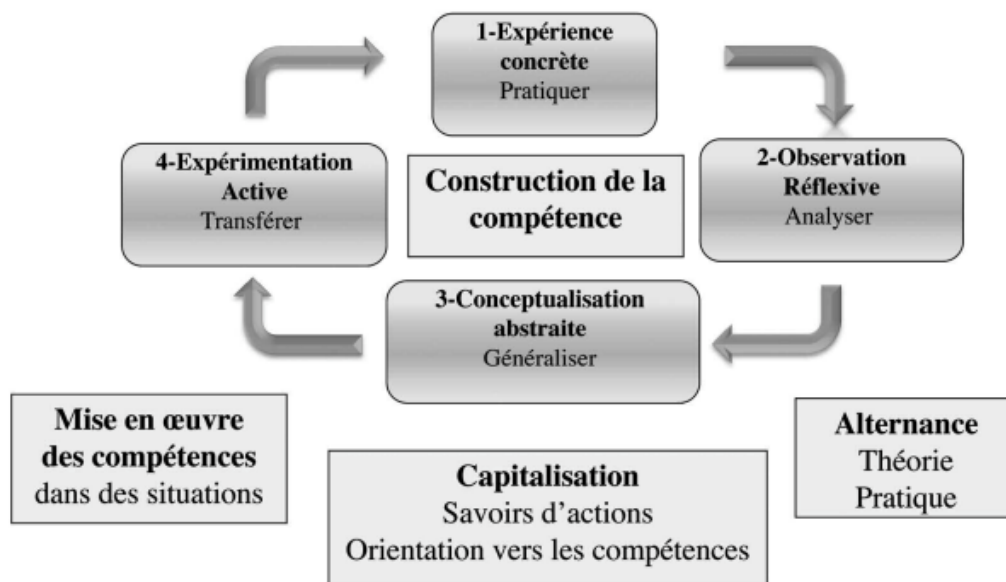 1-Expérience
concrète
Pratiquer
4-Expérimentation
Active
Transférer
Construction de la
compétence
2-Observation
Réflexive
Analyser
3-Conceptualisation
abstraite
Généraliser
Mise en œuvre
des compétences
dans des situations
Capitalisation
Savoirs d’actions
Orientation vers les compétences
Alternance
Théorie
Pratique